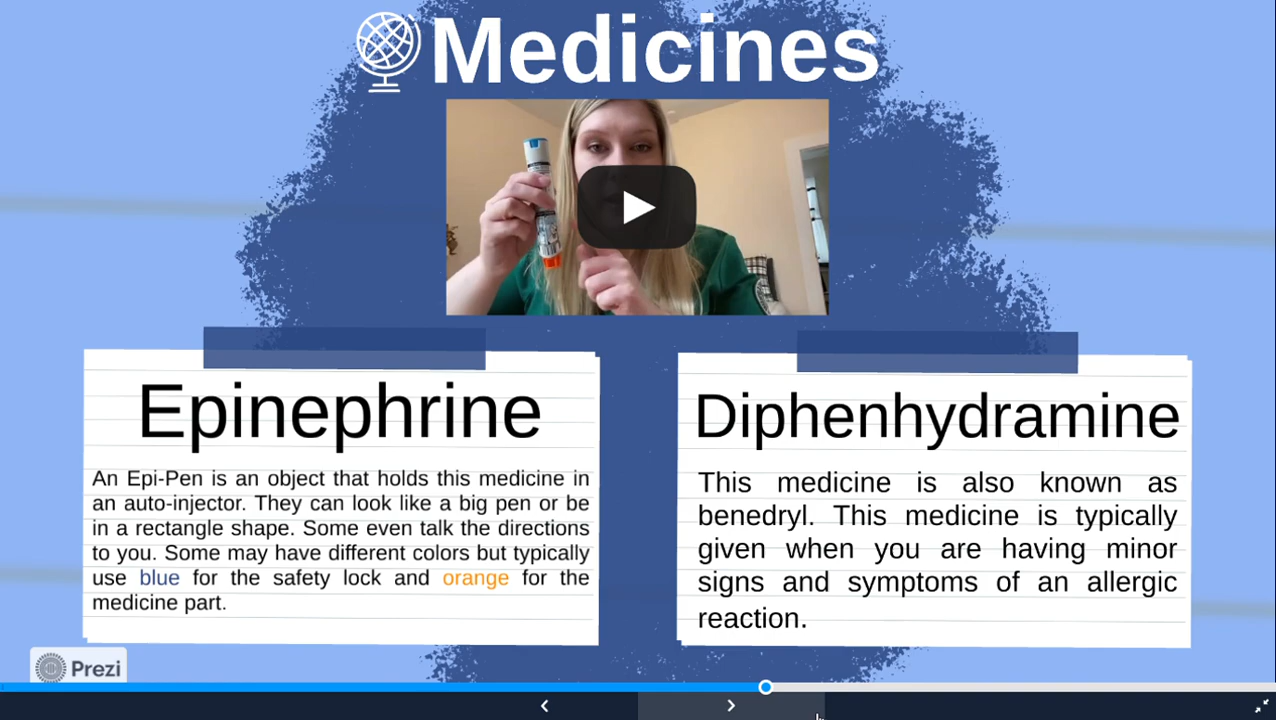 Medicines
Epinephrine
An Epi-Pen is an object that holds this medicine in
an auto-injector. They can look like a big pen or be
in a rectangle shape. Some even talk the directions
to you. Some may have different colors but typically
use blue for the safety lock and orange for the
medicine part.
Diphenhydramine
This medicine is also known as
benedryl. This medicine is typically
given when you are having minor
signs and symptoms of an allergic
reaction.
Prezi